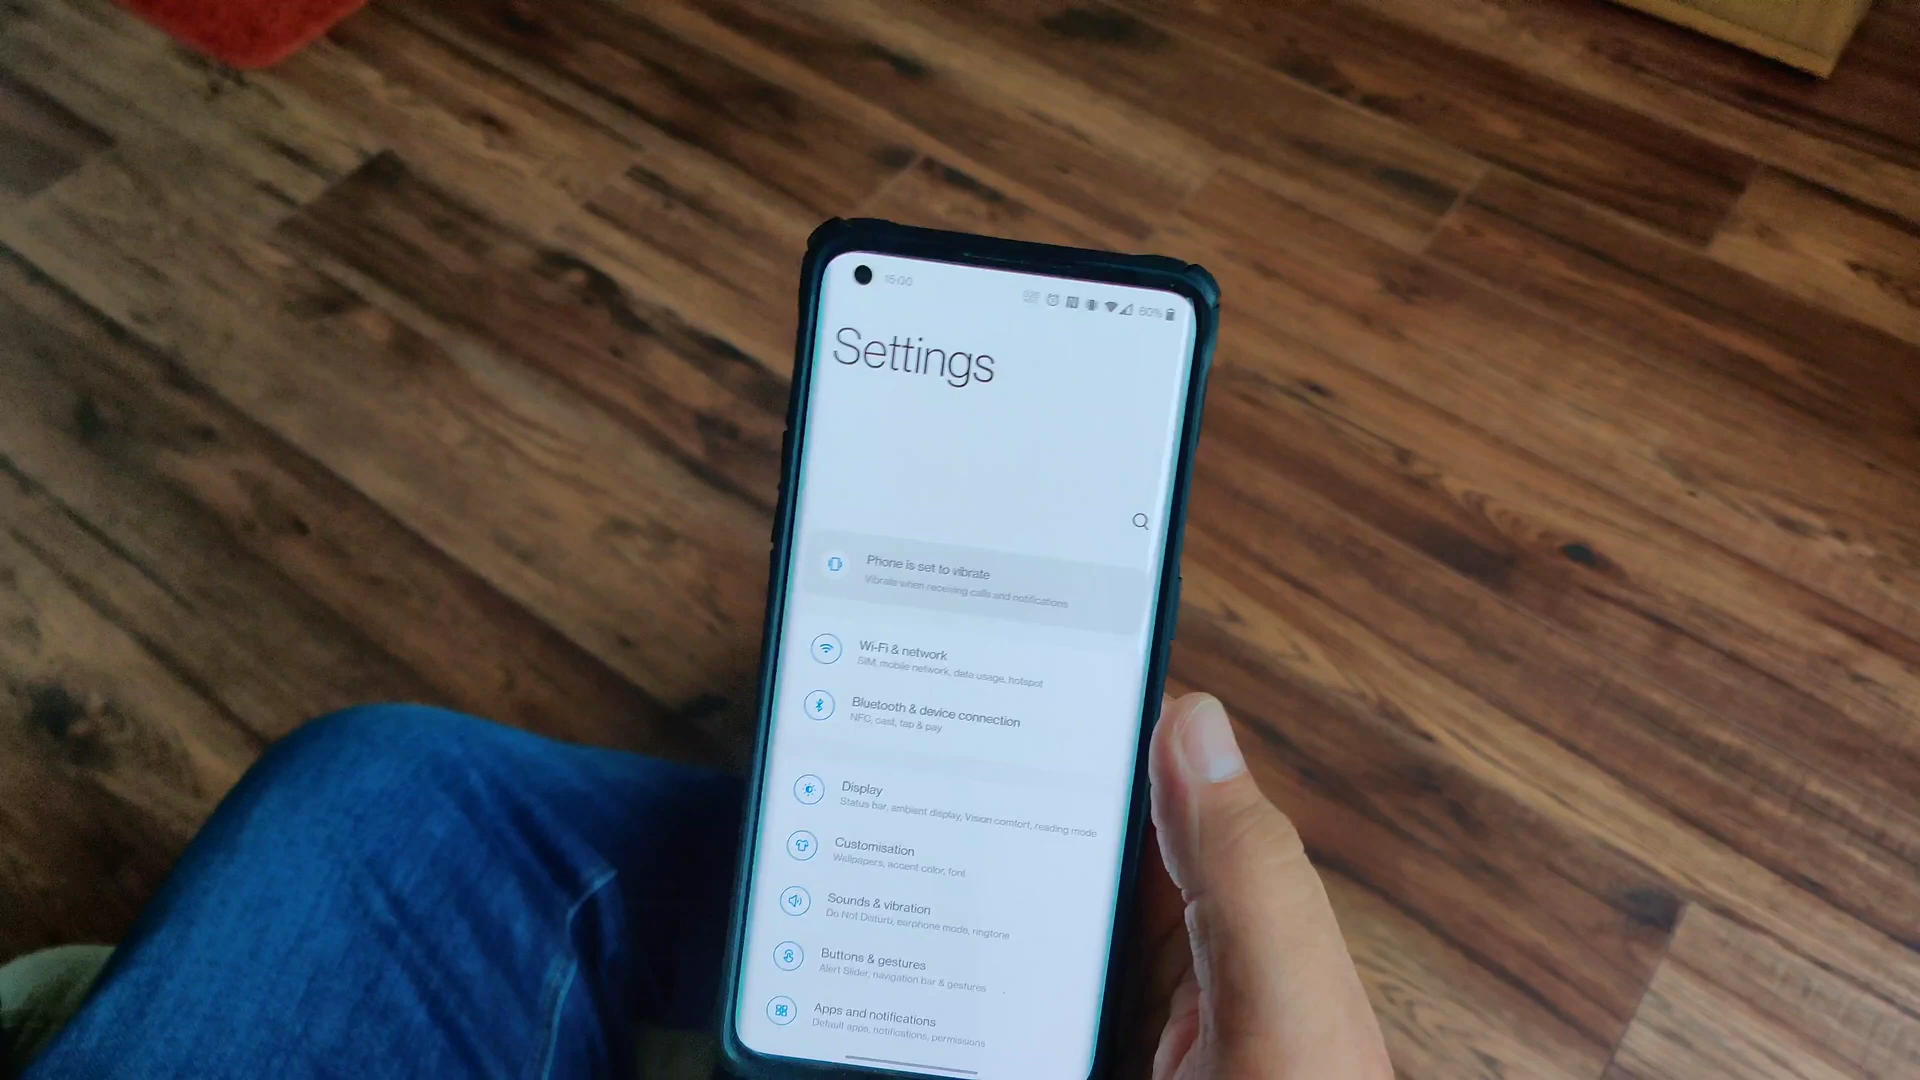 15:00
60%
Settings
Phone is set to vibrate
Vibrate when receiving calls and notifications
Wi-Fi & network
SIM, mobile network, data usage, hotspot
Bluetooth & device connection
NFC, cast, tap & pay
Display
Status bar, ambient display, Vision comfort, reading mode
Customisation
Wallpapers, accent color, font
Sounds & vibration
Do Not Disturb, earphone mode, ringtone
Buttons & gestures
Alert Slider, navigation bar & gestures
Apps and notifications
Default apps, notifications, permissions